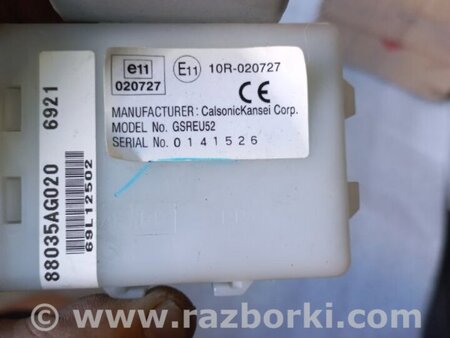 e11
020727
E11 10R-020727
CE
MANUFACTURER: CalsonicKansei Corp.
MODEL No. GSREU52
SERIAL No. 0141526
88035AG020 6921
69L12502
www.razborki.com